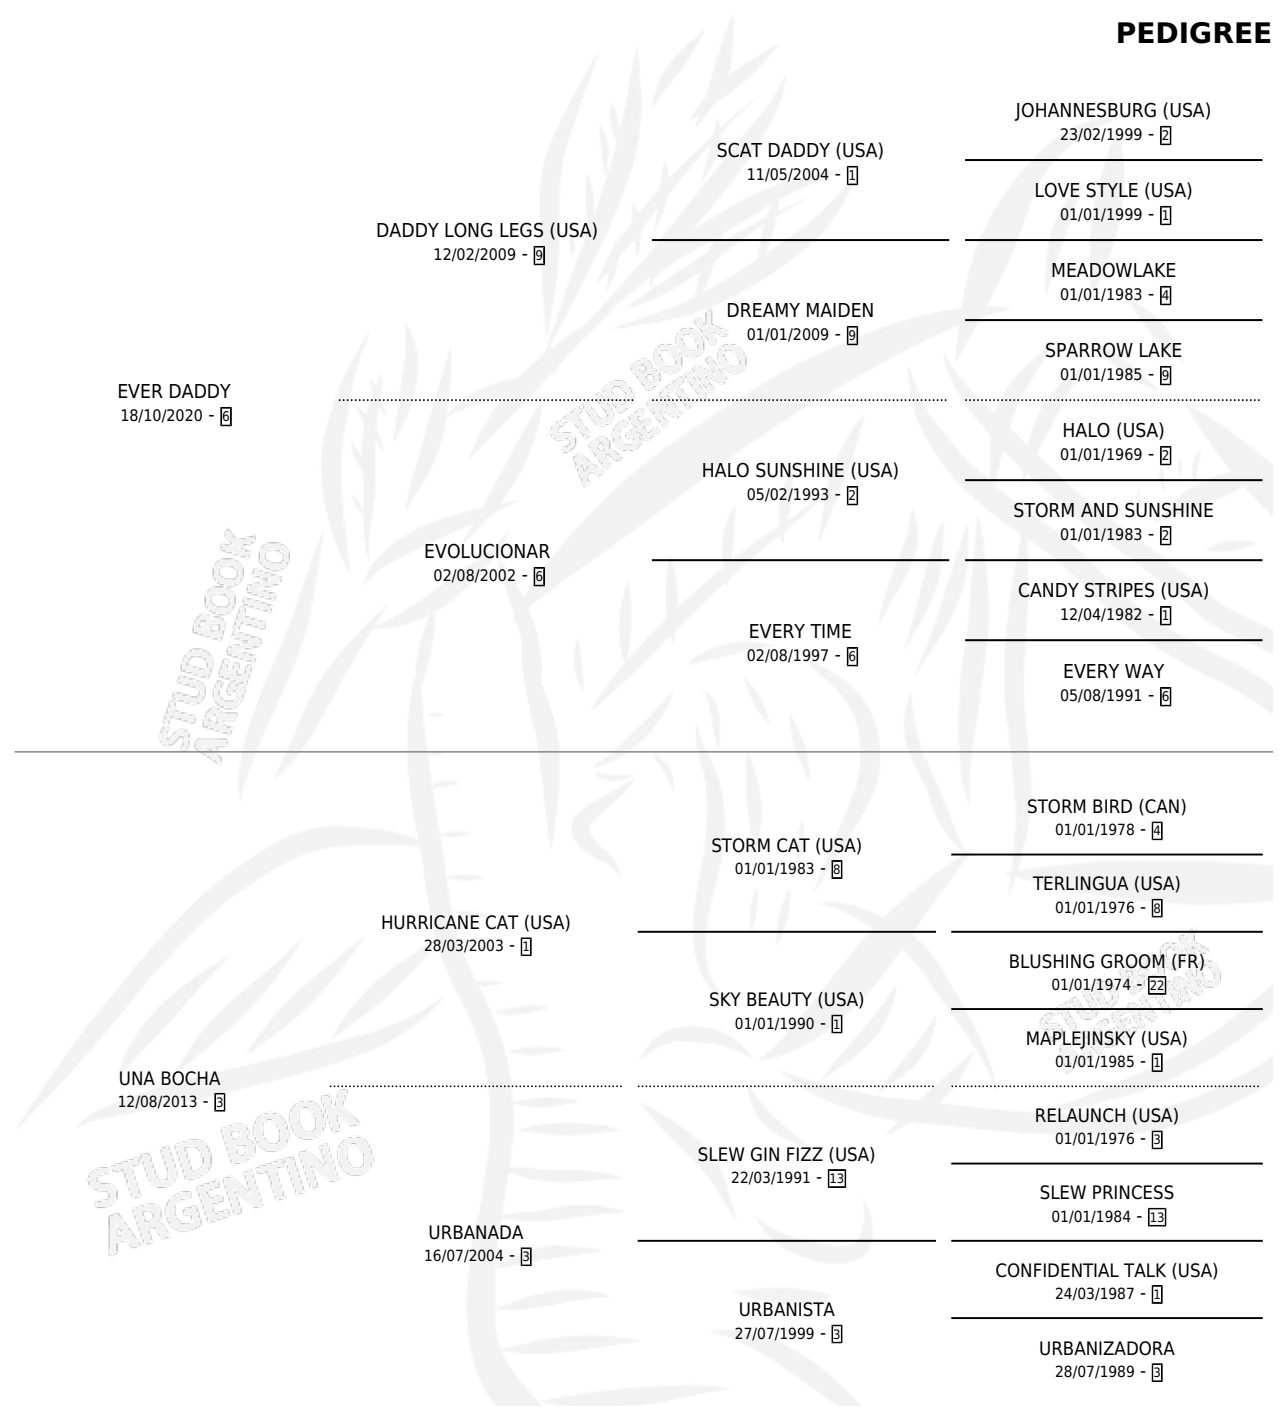 PEDIGREE
JOHANNESBURG (USA)
23/02/1999 - 2
SCAT DADDY (USA)
11/05/2004 - 1
LOVE STYLE (USA)
01/01/1999 - 1
DADDY LONG LEGS (USA)
12/02/2009 - 9
MEADOWLAKE
01/01/1983 - 4
DREAMY MAIDEN
01/01/2009 - 9
SPARROW LAKE
01/01/1985 - 9
EVER DADDY
18/10/2020 - 6
HALO (USA)
01/01/1969 - 2
HALO SUNSHINE (USA)
05/02/1993 - 2
STORM AND SUNSHINE
01/01/1983 - 2
EVOLUCIONAR
02/08/2002 - 6
CANDY STRIPES (USA)
12/04/1982 - 1
EVERY TIME
02/08/1997 - 6
EVERY WAY
05/08/1991 - 6
STORM BIRD (CAN)
01/01/1978 - 4
STORM CAT (USA)
01/01/1983 - 8
TERLINGUA (USA)
01/01/1976 - 8
HURRICANE CAT (USA)
28/03/2003 - 1
BLUSHING GROOM (FR)
01/01/1974 - 22
SKY BEAUTY (USA)
01/01/1990 - 1
MAPLEJINSKY (USA)
01/01/1985 - 1
UNA BOCHA
12/08/2013 - 3
RELAUNCH (USA)
01/01/1976 - 3
SLEW GIN FIZZ (USA)
22/03/1991 - 13
SLEW PRINCESS
01/01/1984 - 13
URBANADA
16/07/2004 - 3
CONFIDENTIAL TALK (USA)
24/03/1987 - 1
URBANISTA
27/07/1999 - 3
URBANIZADORA
28/07/1989 - 3
STUD BOOK
ARGENTINO
STUD BOOK
ARGENTINO
STUD BOOK
ARGENTINO
STUD BOOK
ARGENTINO